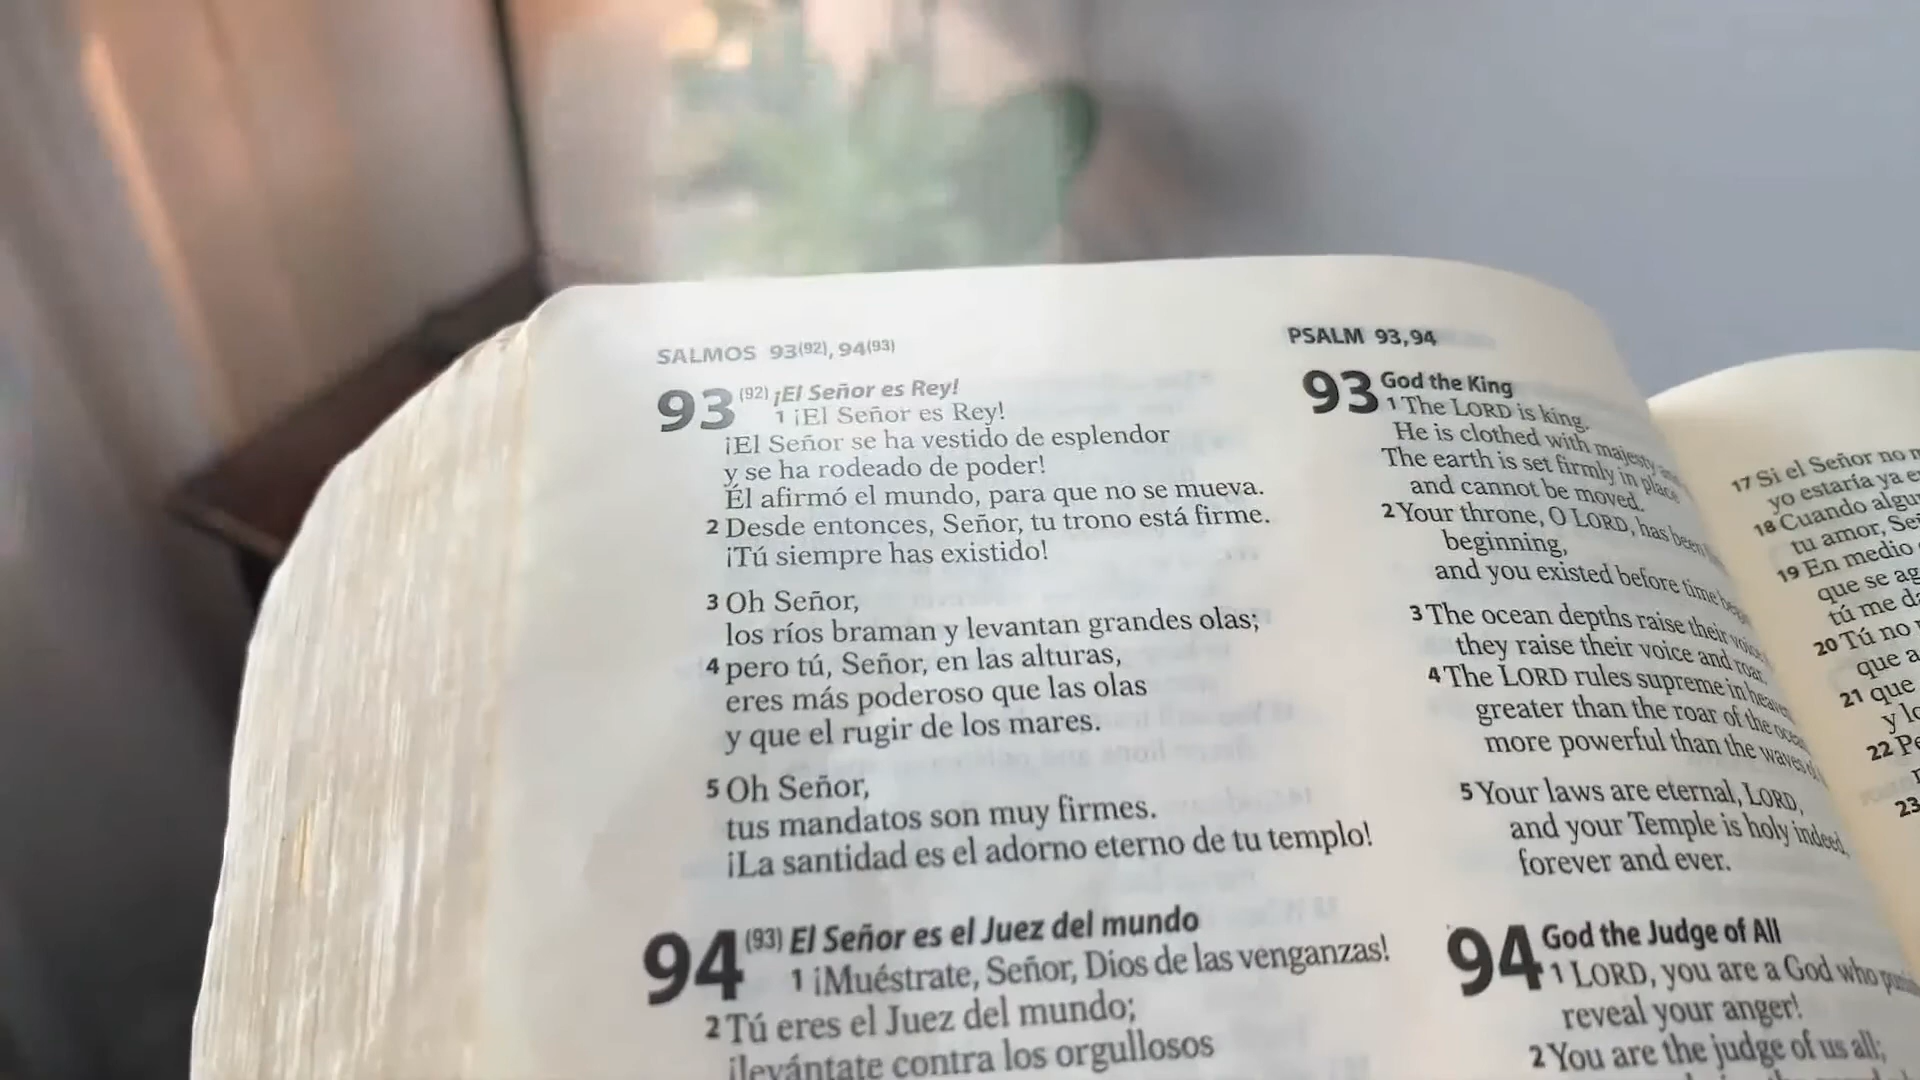 SALMOS 93(92), 94(93)
93 (92) ¡El Señor es Rey!
1 ¡El Señor es Rey!
¡El Señor se ha vestido de esplendor
y se ha rodeado de poder!
Él afirmó el mundo, para que no se mueva.
2 Desde entonces, Señor, tu trono está firme.
¡Tú siempre has existido!
3 Oh Señor,
los ríos braman y levantan grandes olas;
4 pero tú, Señor, en las alturas,
eres más poderoso que las olas
y que el rugir de los mares.
5 Oh Señor,
tus mandatos son muy firmes.
¡La santidad es el adorno eterno de tu templo!
94 (93) El Señor es el Juez del mundo
1 ¡Muéstrate, Señor, Dios de las venganzas!
2 Tú eres el Juez del mundo;
¡levántate contra los orgullosos
PSALM 93,94
93 God the King
1 The LORD is king.
He is clothed with majesty
The earth is set firmly in place
and cannot be moved.
2 Your throne, O LORD, has been
beginning,
and you existed before time
3 The ocean depths raise their
they raise their voice and roar.
4 The LORD rules supreme in
greater than the roar of the
more powerful than the waves
5 Your laws are eternal, LORD,
and your Temple is holy indeed,
forever and ever.
94 God the Judge of All
1 LORD, you are a God who
reveal your anger!
2 You are the judge of us all;
17 Si el Señor no
yo estaría ya
18 Cuando
tu amor,
19 En medio
que se
tú me
20 Tú no
que
21 que
y
22
23